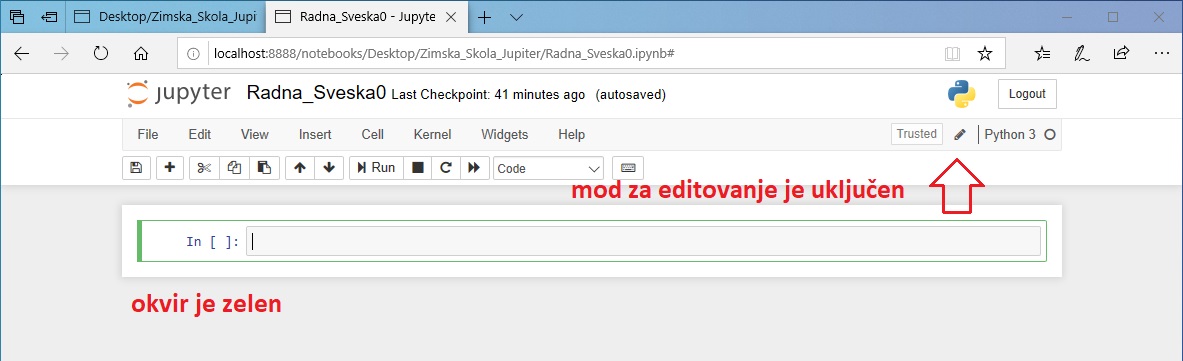 Desktop/Zimska_Skola_Jupi
Radna_Sveska0 - Jupyte
localhost:8888/notebooks/Desktop/Zimska_Skola_Jupiter/Radna_Sveska0.ipynb#
jupyter Radna_Sveska0 Last Checkpoint: 41 minutes ago (autosaved)
Logout
File Edit View Insert Cell Kernel Widgets Help
Trusted Python 3
Run Code
mod za editovanje je uključen
In [ ]:
okvir je zelen